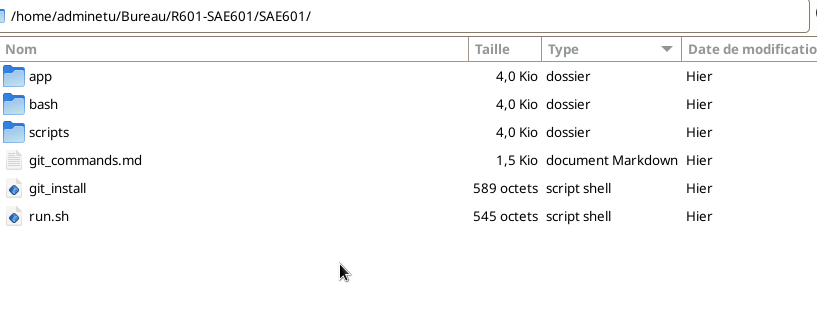 /home/adminetu/Bureau/R601-SAE601/SAE601/
Nom Taille Type Date de modificatio
app 4,0 Kio dossier Hier
bash 4,0 Kio dossier Hier
scripts 4,0 Kio dossier Hier
git_commands.md 1,5 Kio document Markdown Hier
git_install 589 octets script shell Hier
run.sh 545 octets script shell Hier